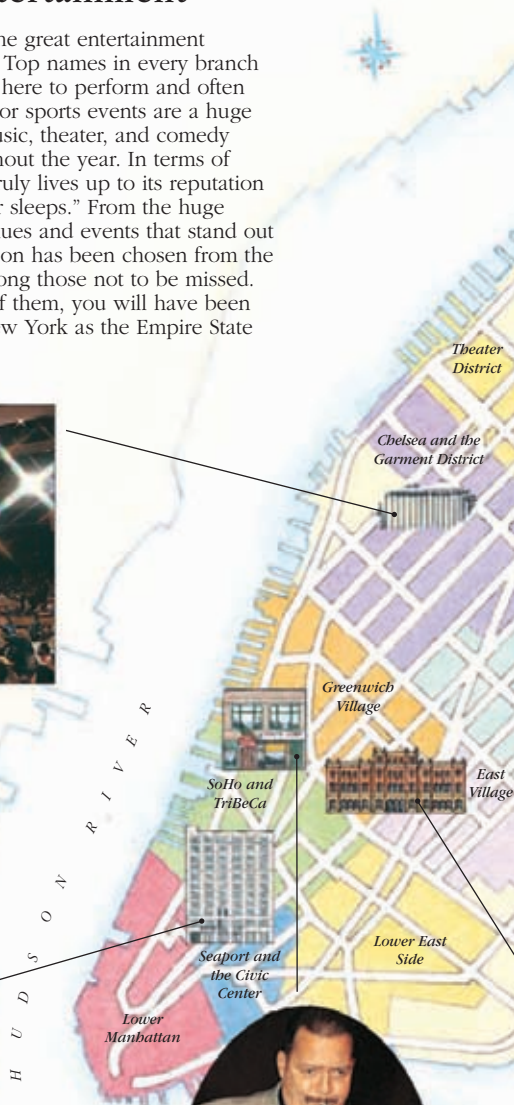 he great entertainment
Top names in every branch
here to perform and often
or sports events are a huge
usic, theater, and comedy
hout the year. In terms of
ruly lives up to its reputation
r sleeps.” From the huge
ues and events that stand out
on has been chosen from the
ong those not to be missed.
f them, you will have been
w York as the Empire State
Theater
District
Chelsea and the
Garment District
Greenwich
Village
SoHo and
TriBeCa
East
Village
HUDSON RIVER
Seaport and
the Civic
Center
Lower East
Side
Lower
Manhattan